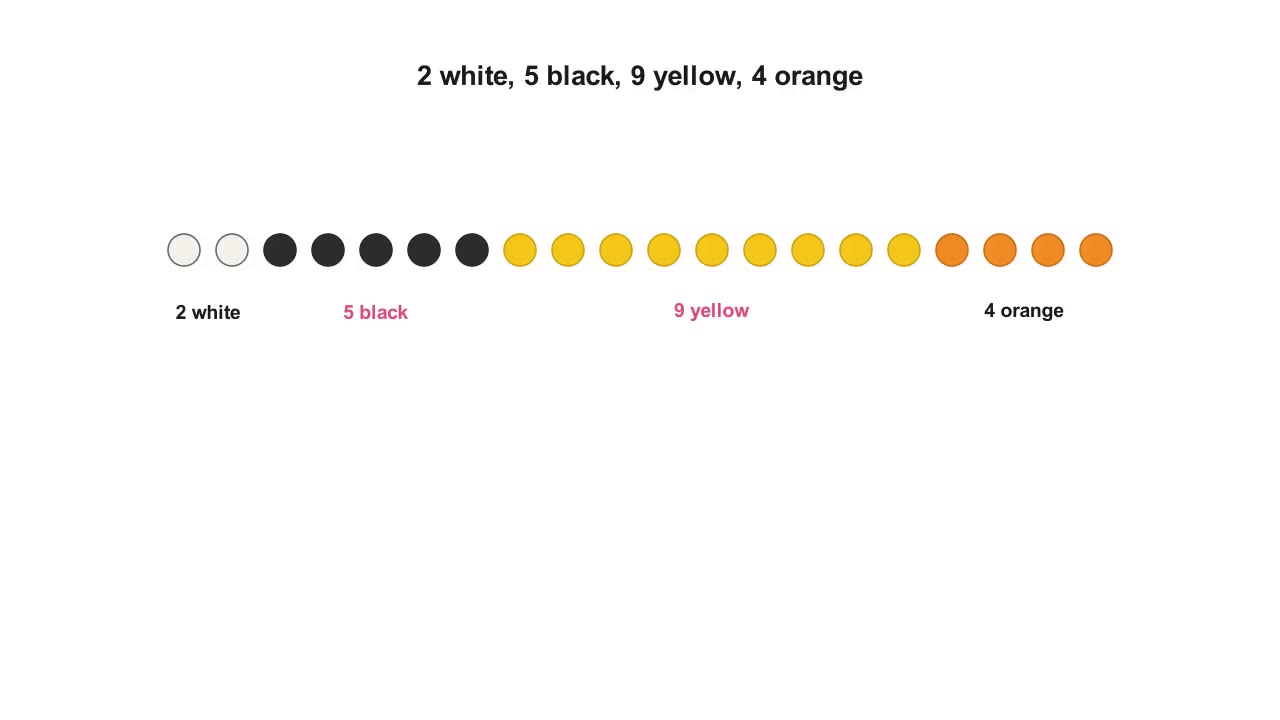 2 white, 5 black, 9 yellow, 4 orange
2 white
5 black
9 yellow
4 orange